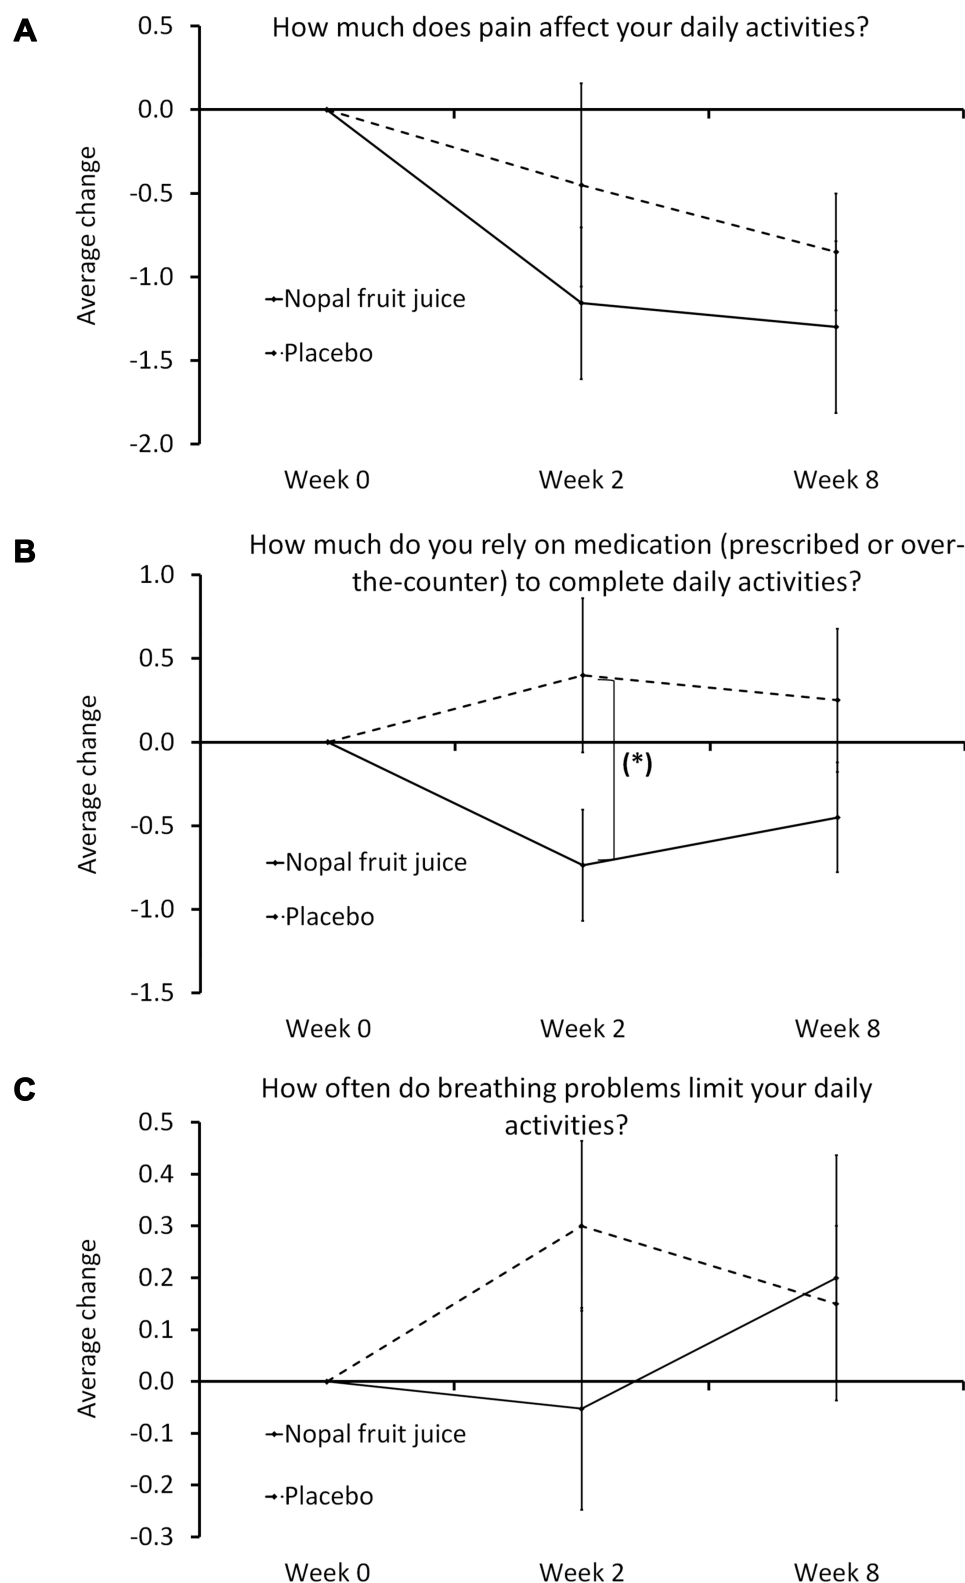 A
How much does pain affect your daily activities?
0.5
0.0
-0.5
-1.0
-1.5
-2.0
Average change
Nopal fruit juice
Placebo
Week 0 Week 2 Week 8
B
How much do you rely on medication (prescribed or over-
the-counter) to complete daily activities?
1.0
0.5
0.0
-0.5
-1.0
-1.5
Average change
(*)
Nopal fruit juice
Placebo
Week 0 Week 2 Week 8
C
How often do breathing problems limit your daily
activities?
0.5
0.4
0.3
0.2
0.1
0.0
-0.1
-0.2
-0.3
Average change
Nopal fruit juice
Placebo
Week 0 Week 2 Week 8